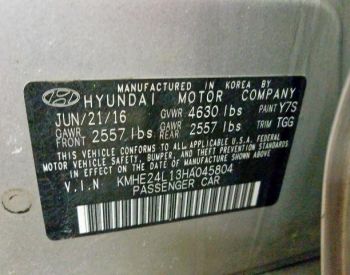 MANUFACTURED IN KOREA BY
HYUNDAI MOTOR COMPANY
JUN/21/16 GVWR 4630 lbs PAINT Y7S
GAWR FRONT 2557 lbs GAWR REAR 2557 lbs TRIM TGG
THIS VEHICLE CONFORMS TO ALL APPLICABLE U.S.A. FEDERAL
MOTOR VEHICLE SAFETY, BUMPER, AND THEFT PREVENTION
STANDARDS IN EFFECT ON THE DATE OF MANUFACTURE SHOWN ABOVE.
V.I.N KMHE24L13HA045804
PASSENGER CAR